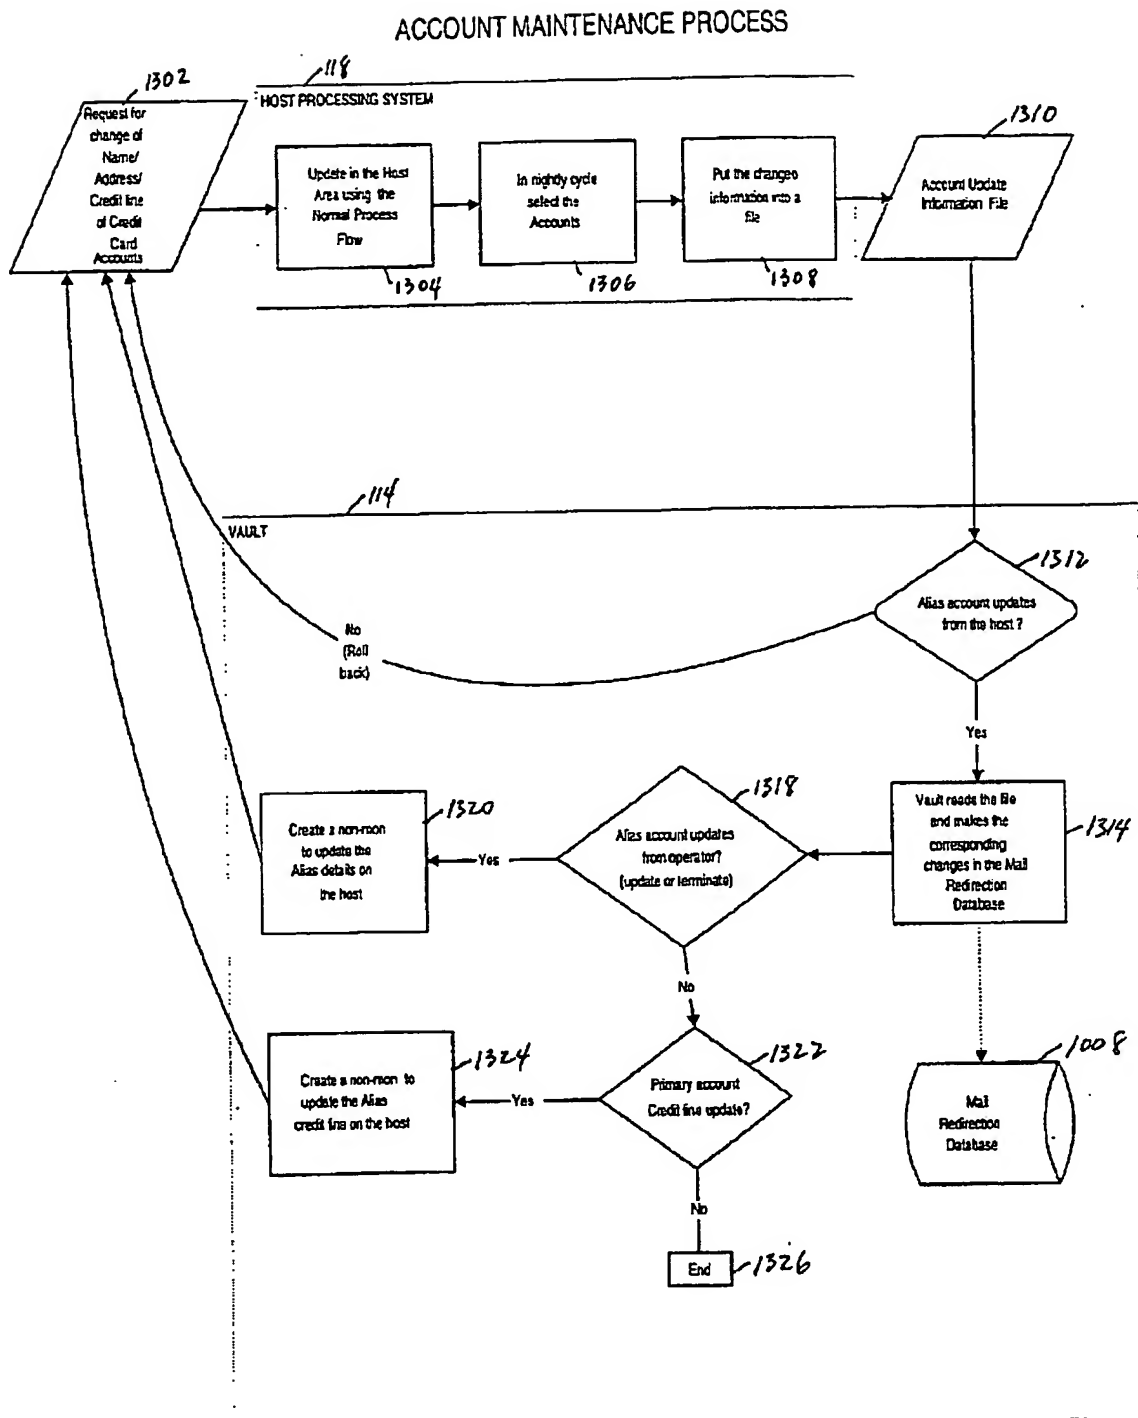 ACCOUNT MAINTENANCE PROCESS
1302
118
HOST PROCESSING SYSTEM
Request for
change of
Name/
Address/
Credit line
of Credit
Card
Accounts
Update in the Host
Area using the
Normal Process
Flow
1304
In nightly cycle
select the
Accounts
1306
Put the changed
information into a
file
1308
1310
Account Update
Information File
114
VAULT
1312
Alias account updates
from the host ?
No
(Roll
back)
Yes
1314
Vault reads the file
and makes the
corresponding
changes in the Mail
Redirection
Database
1318
Alias account updates
from operator?
(update or terminate)
Yes
1320
Create a non-mon
to update the
Alias details on
the host
No
1322
Primary account
Credit line update?
Yes
1324
Create a non-mon to
update the Alias
credit line on the host
1008
Mail
Redirection
Database
No
End
1326